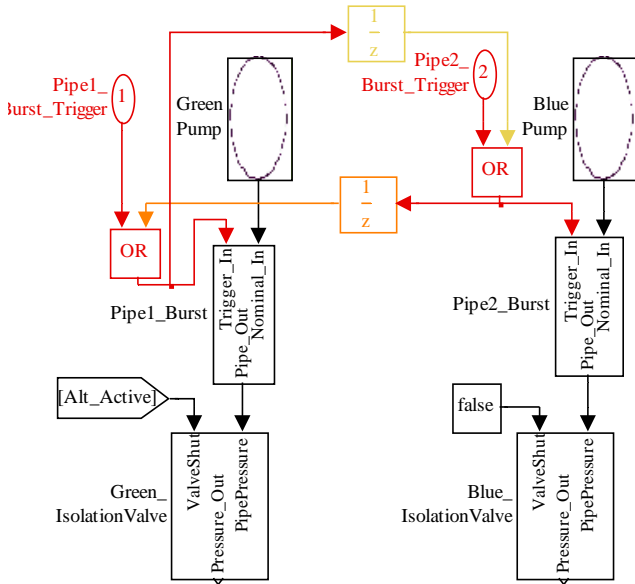 1
z
Pipe1_
Burst_Trigger
1
Green
Pump
Pipe2_
Burst_Trigger
2
Blue
Pump
OR
1
z
OR
Pipe1_Burst
Trigger_In
Pipe_Out
Nominal_In
Pipe2_Burst
Trigger_In
Pipe_Out
Nominal_In
[Alt_Active]
false
Green_
IsolationValve
ValveShut
Pressure_Out
PipePressure
Blue_
IsolationValve
ValveShut
Pressure_Out
PipePressure